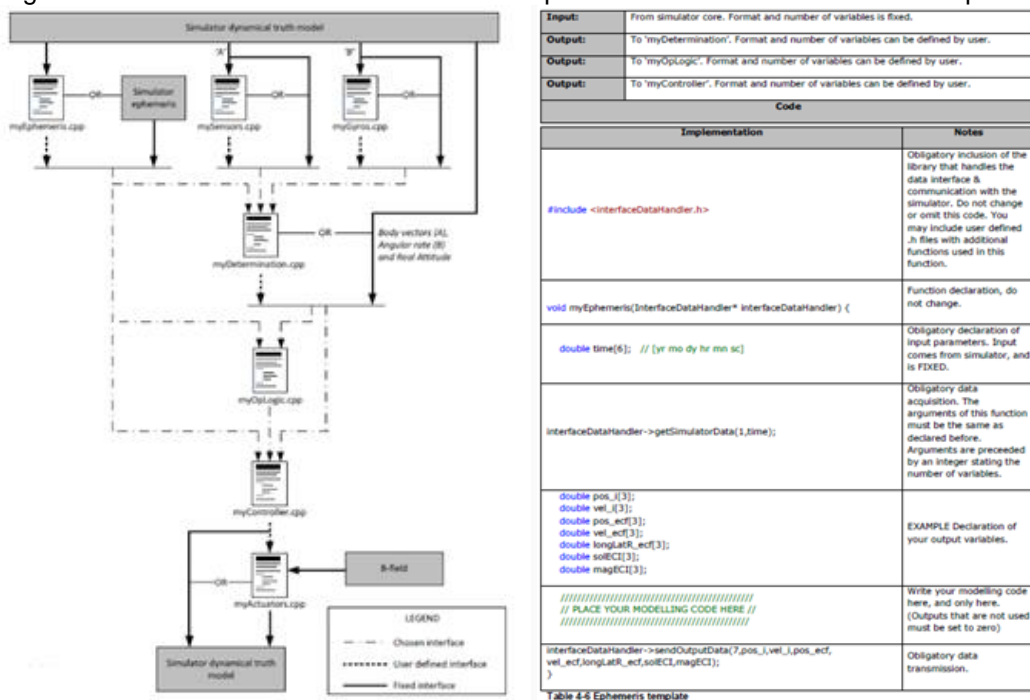 Simulator dynamical truth model
'A'
'B'
OR
Simulator
ephemeris
OR
OR
myEphemeris.cpp
mySensors.cpp
myGyros.cpp
OR
Body vectors (A),
Angular rate (B)
and Real Attitude
myDetermination.cpp
myOpLogic.cpp
myController.cpp
OR
B-field
myActuators.cpp
Simulator dynamical truth
model
LEGEND
Chosen interface
User defined interface
Fixed interface
Input: From simulator core. Format and number of variables is fixed.
Output: To 'myDetermination'. Format and number of variables can be defined by user.
Output: To 'myOpLogic'. Format and number of variables can be defined by user.
Output: To 'myController'. Format and number of variables can be defined by user.
Code
Implementation Notes
#include <interfaceDataHandler.h>
Obligatory inclusion of the
library that handles the
data interface &
communication with the
simulator. Do not change
or omit this code. You
may include user defined
.h files with additional
functions used in this
function.
void myEphemeris(InterfaceDataHandler* interfaceDataHandler) {
Function declaration, do
not change.
double time[6]; // [yr mo dy hr mn sc]
Obligatory declaration of
input parameters. Input
comes from simulator, and
is FIXED.
interfaceDataHandler->getSimulatorData(1,time);
Obligatory data
acquisition. The
arguments of this function
must be the same as
declared before.
Arguments are preceeded
by an integer stating the
number of variables.
double pos_i[3];
double vel_i[3];
double pos_ecf[3];
double vel_ecf[3];
double longLatR_ecf[3];
double solECI[3];
double magECI[3];
EXAMPLE Declaration of
your output variables.
// PLACE YOUR MODELLING CODE HERE //
Write your modelling code
here, and only here.
(Outputs that are not used
must be set to zero)
interfaceDataHandler->sendOutputData(7,pos_i,vel_i,pos_ecf,
vel_ecf,longLatR_ecf,solECI,magECI);
}
Obligatory data
transmission.
Table 4-6 Ephemeris template